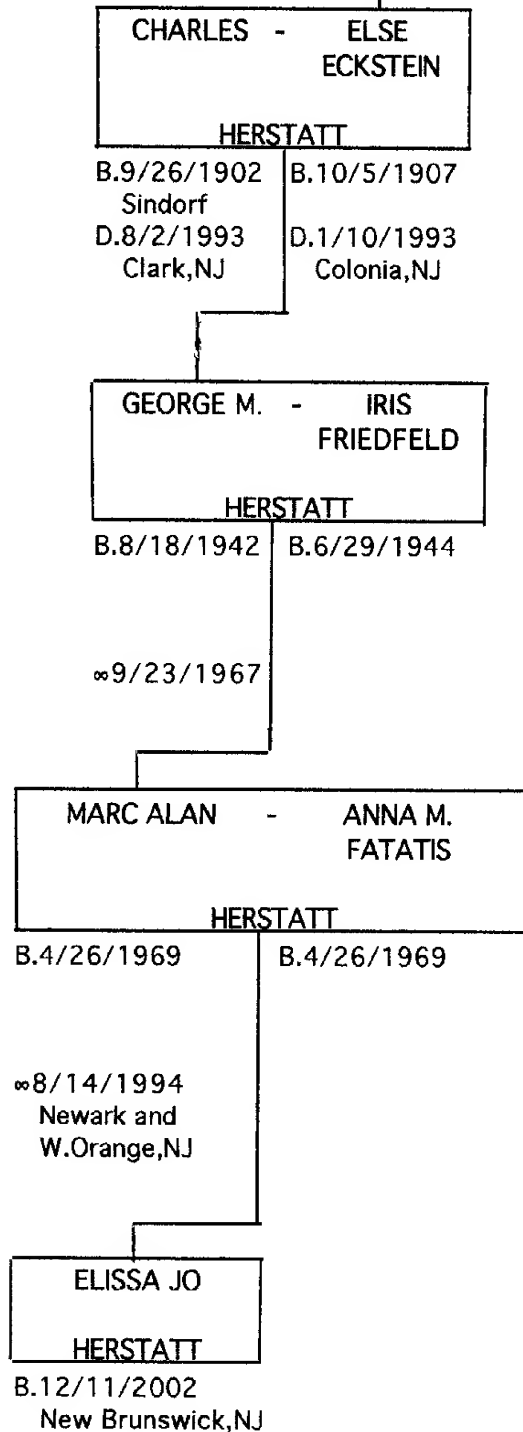 CHARLES - ELSE
ECKSTEIN
HERSTATT
B.9/26/1902 B.10/5/1907
Sindorf
D.8/2/1993 D.1/10/1993
Clark,NJ Colonia,NJ
GEORGE M. - IRIS
FRIEDFELD
HERSTATT
B.8/18/1942 B.6/29/1944
∞9/23/1967
MARC ALAN - ANNA M.
FATATIS
HERSTATT
B.4/26/1969 B.4/26/1969
∞8/14/1994
Newark and
W.Orange,NJ
ELISSA JO
HERSTATT
B.12/11/2002
New Brunswick,NJ